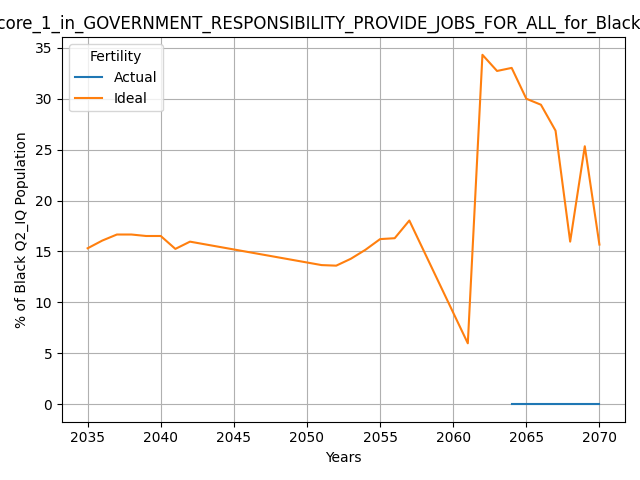 core_1_in_GOVERNMENT_RESPONSIBILITY_PROVIDE_JOBS_FOR_ALL_for_Black
Fertility
Actual
Ideal
% of Black Q2_IQ Population
35
30
25
20
15
10
5
0
2035 2040 2045 2050 2055 2060 2065 2070
Years